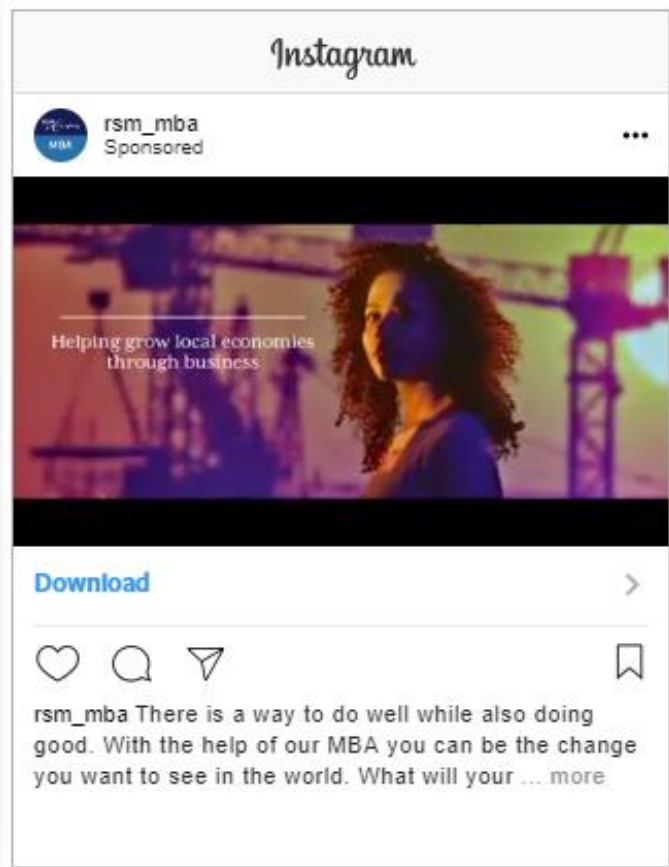 Instagram
MBA
rsm_mba
Sponsored
Helping grow local economies
through business
Download
rsm_mba There is a way to do well while also doing
good. With the help of our MBA you can be the change
you want to see in the world. What will your ... more